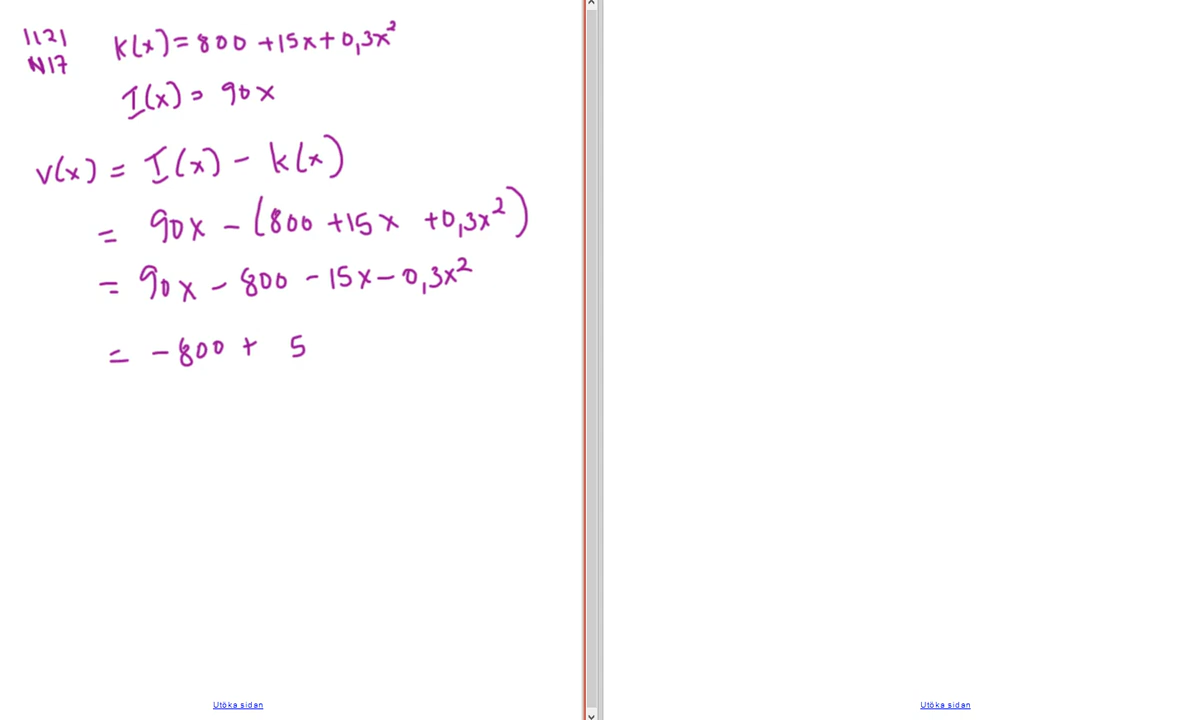 1121 K(x) = 800 + 15x + 0,3x²
N17
I(x) = 90x
V(x) = I(x) - K(x)
= 90x - (800 + 15x + 0,3x²)
= 90x - 800 - 15x - 0,3x²
= -800 + 5
Utöka sidan Utöka sidan